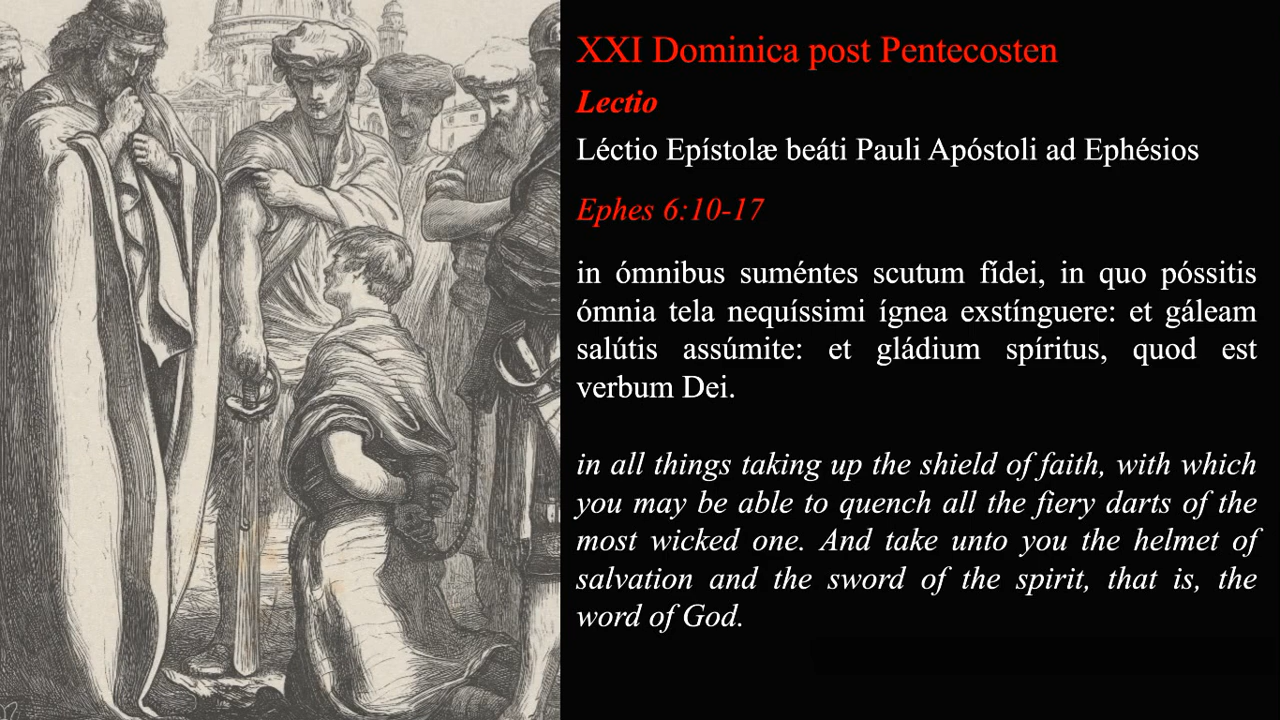 XXI Dominica post Pentecosten
Lectio
Léctio Epístolæ beáti Pauli Apóstoli ad Ephésios
Ephes 6:10-17
in ómnibus suméntes scutum fídei, in quo póssitis
ómnia tela nequíssimi ígnea exstínguere: et gáleam
salútis assúmite: et gládium spíritus, quod est
verbum Dei.
in all things taking up the shield of faith, with which
you may be able to quench all the fiery darts of the
most wicked one. And take unto you the helmet of
salvation and the sword of the spirit, that is, the
word of God.